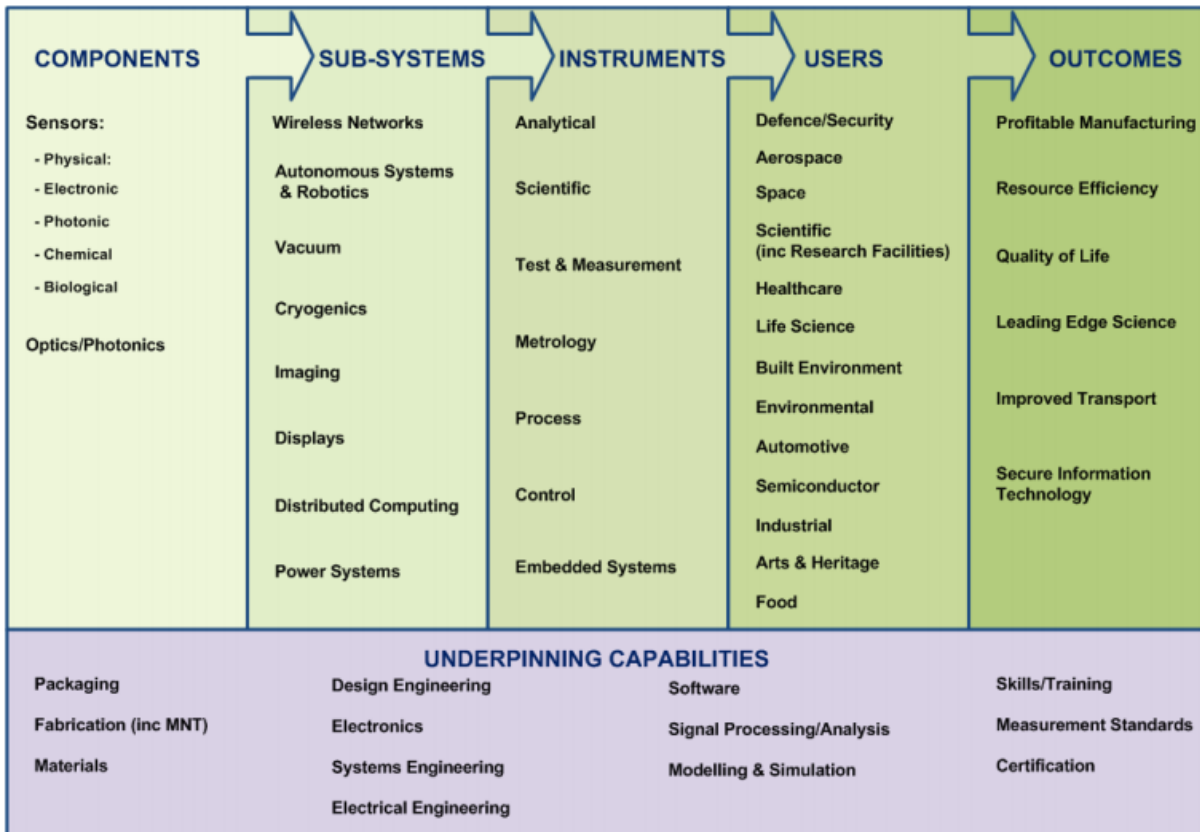 COMPONENTS
Sensors:
- Physical:
- Electronic
- Photonic
- Chemical
- Biological
Optics/Photonics
SUB-SYSTEMS
Wireless Networks
Autonomous Systems
& Robotics
Vacuum
Cryogenics
Imaging
Displays
Distributed Computing
Power Systems
INSTRUMENTS
Analytical
Scientific
Test & Measurement
Metrology
Process
Control
Embedded Systems
USERS
Defence/Security
Aerospace
Space
Scientific
(inc Research Facilities)
Healthcare
Life Science
Built Environment
Environmental
Automotive
Semiconductor
Industrial
Arts & Heritage
Food
OUTCOMES
Profitable Manufacturing
Resource Efficiency
Quality of Life
Leading Edge Science
Improved Transport
Secure Information
Technology
UNDERPINNING CAPABILITIES
Packaging
Fabrication (inc MNT)
Materials
Design Engineering
Electronics
Systems Engineering
Electrical Engineering
Software
Signal Processing/Analysis
Modelling & Simulation
Skills/Training
Measurement Standards
Certification